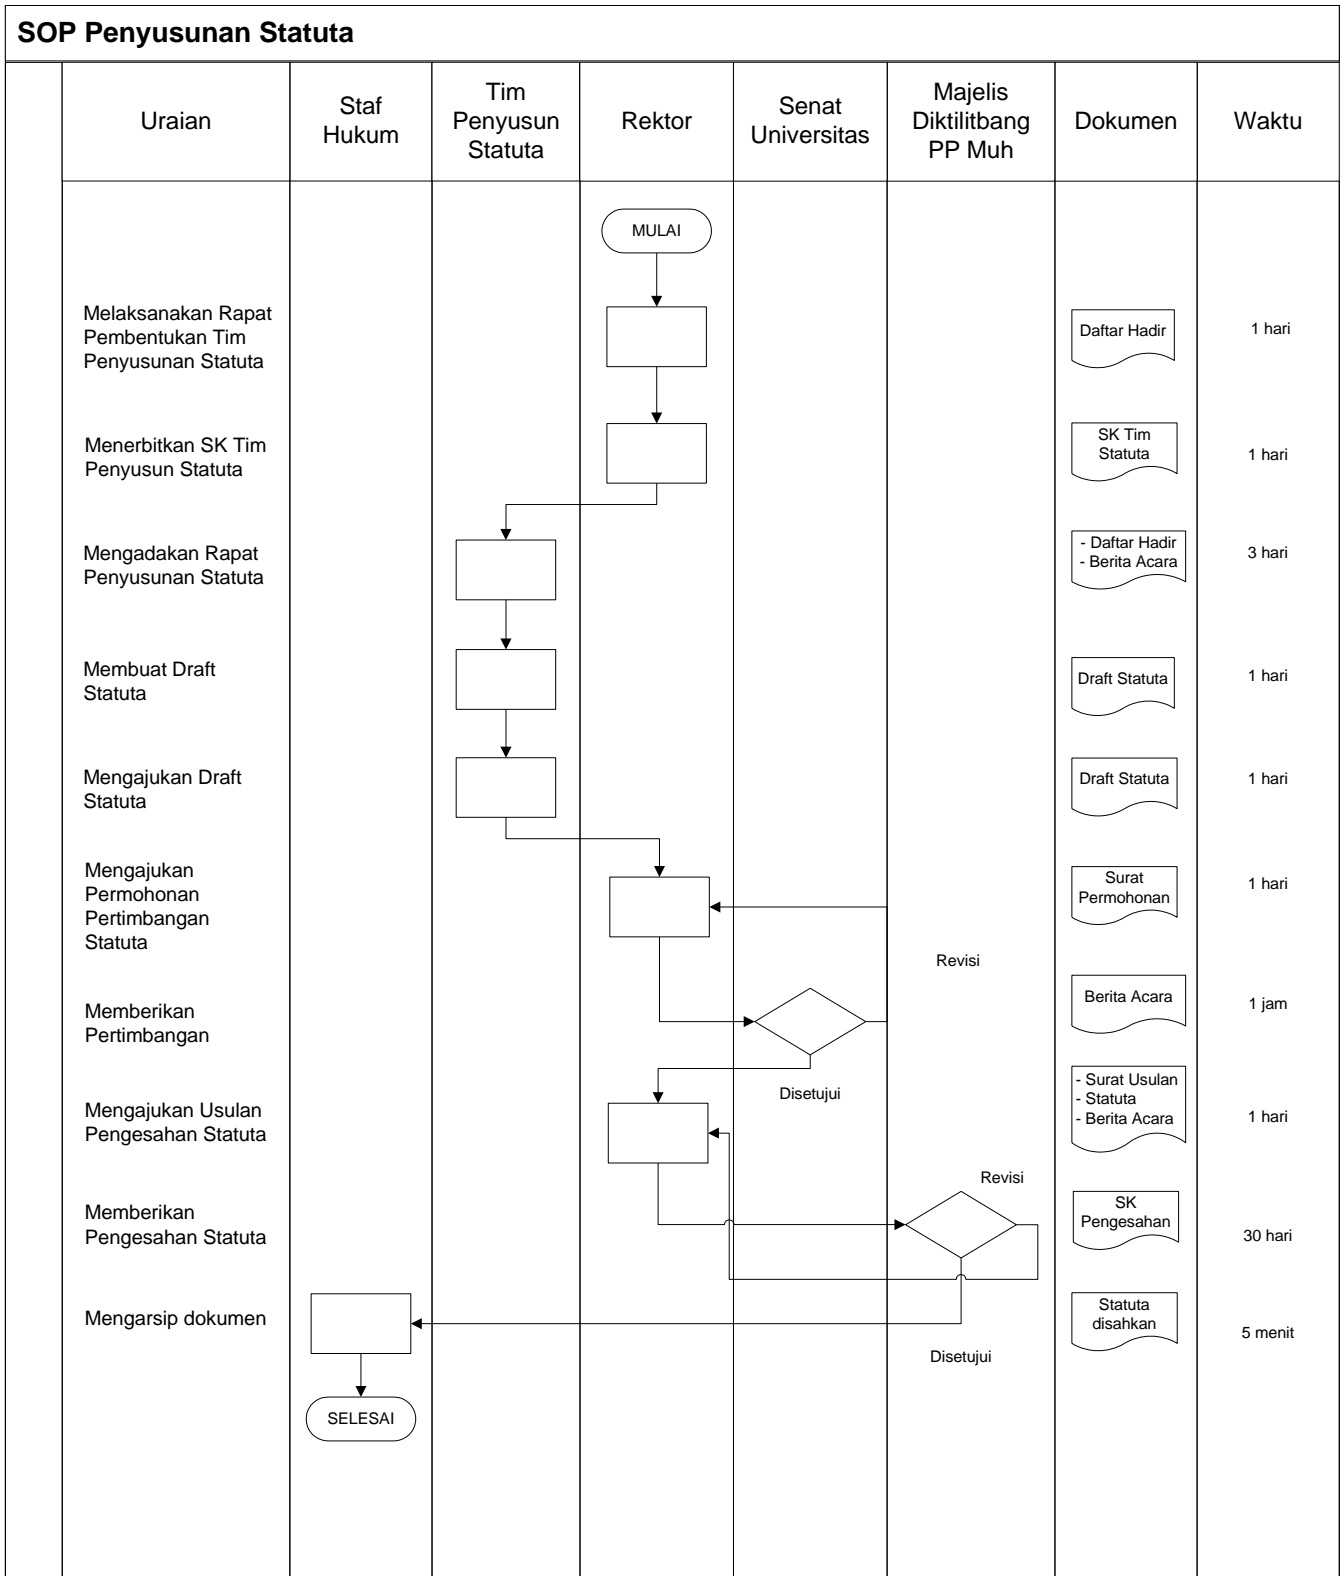 SOP Penyusunan Statuta
Uraian
Staf
Hukum
Tim
Penyusun
Statuta
Rektor
Senat
Universitas
Majelis
Diktilitbang
PP Muh
Dokumen
Waktu
MULAI
Melaksanakan Rapat
Pembentukan Tim
Penyusunan Statuta
Daftar Hadir
1 hari
Menerbitkan SK Tim
Penyusun Statuta
SK Tim
Statuta
1 hari
Mengadakan Rapat
Penyusunan Statuta
- Daftar Hadir
- Berita Acara
3 hari
Membuat Draft
Statuta
Draft Statuta
1 hari
Mengajukan Draft
Statuta
Draft Statuta
1 hari
Mengajukan
Permohonan
Pertimbangan
Statuta
Surat
Permohonan
1 hari
Revisi
Memberikan
Pertimbangan
Berita Acara
1 jam
Disetujui
Mengajukan Usulan
Pengesahan Statuta
- Surat Usulan
- Statuta
- Berita Acara
1 hari
Revisi
Memberikan
Pengesahan Statuta
SK
Pengesahan
30 hari
Mengarsip dokumen
Statuta
disahkan
5 menit
Disetujui
SELESAI